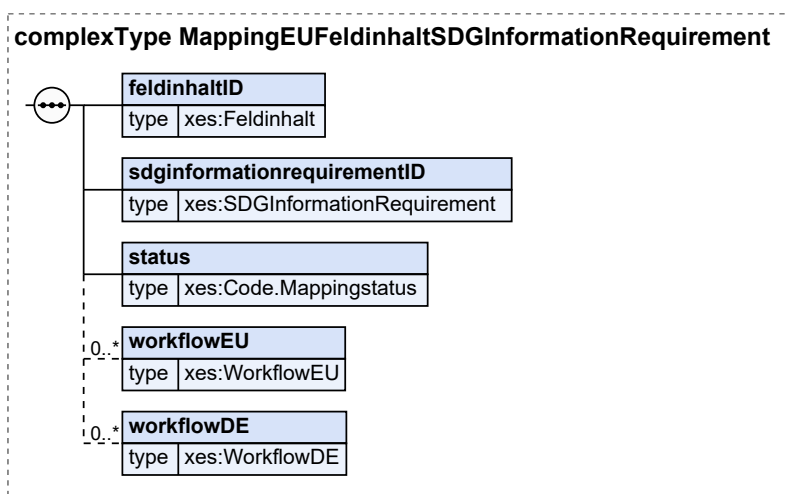 complexType MappingEUFeldinhaltSDGInformationRequirement
feldinhaltID
type xes:Feldinhalt
sdginformationrequirementID
type xes:SDGInformationRequirement
status
type xes:Code.Mappingstatus
0..* workflowEU
type xes:WorkflowEU
0..* workflowDE
type xes:WorkflowDE